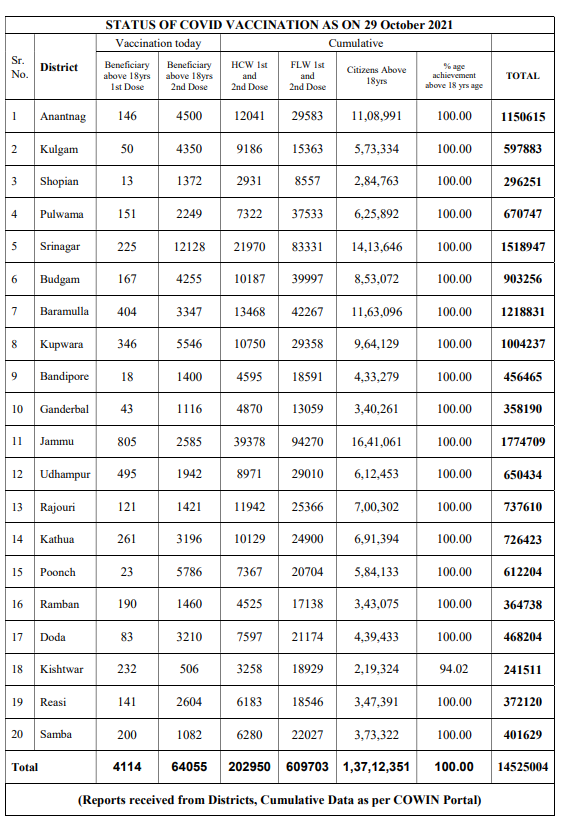 STATUS OF COVID VACCINATION AS ON 29 October 2021
Vaccination today Cumulative
Sr. No. District Beneficiary above 18yrs 1st Dose Beneficiary above 18yrs 2nd Dose HCW 1st and 2nd Dose FLW 1st and 2nd Dose Citizens Above 18yrs % age achievement above 18 yrs age TOTAL
1 Anantnag 146 4500 12041 29583 11,08,991 100.00 1150615
2 Kulgam 50 4350 9186 15363 5,73,334 100.00 597883
3 Shopian 13 1372 2931 8557 2,84,763 100.00 296251
4 Pulwama 151 2249 7322 37533 6,25,892 100.00 670747
5 Srinagar 225 12128 21970 83331 14,13,646 100.00 1518947
6 Budgam 167 4255 10187 39997 8,53,072 100.00 903256
7 Baramulla 404 3347 13468 42267 11,63,096 100.00 1218831
8 Kupwara 346 5546 10750 29358 9,64,129 100.00 1004237
9 Bandipore 18 1400 4595 18591 4,33,279 100.00 456465
10 Ganderbal 43 1116 4870 13059 3,40,261 100.00 358190
11 Jammu 805 2585 39378 94270 16,41,061 100.00 1774709
12 Udhampur 495 1942 8971 29010 6,12,453 100.00 650434
13 Rajouri 121 1421 11942 25366 7,00,302 100.00 737610
14 Kathua 261 3196 10129 24900 6,91,394 100.00 726423
15 Poonch 23 5786 7367 20704 5,84,133 100.00 612204
16 Ramban 190 1460 4525 17138 3,43,075 100.00 364738
17 Doda 83 3210 7597 21174 4,39,433 100.00 468204
18 Kishtwar 232 506 3258 18929 2,19,324 94.02 241511
19 Reasi 141 2604 6183 18546 3,47,391 100.00 372120
20 Samba 200 1082 6280 22027 3,73,322 100.00 401629
Total 4114 64055 202950 609703 1,37,12,351 100.00 14525004
(Reports received from Districts, Cumulative Data as per COWIN Portal)